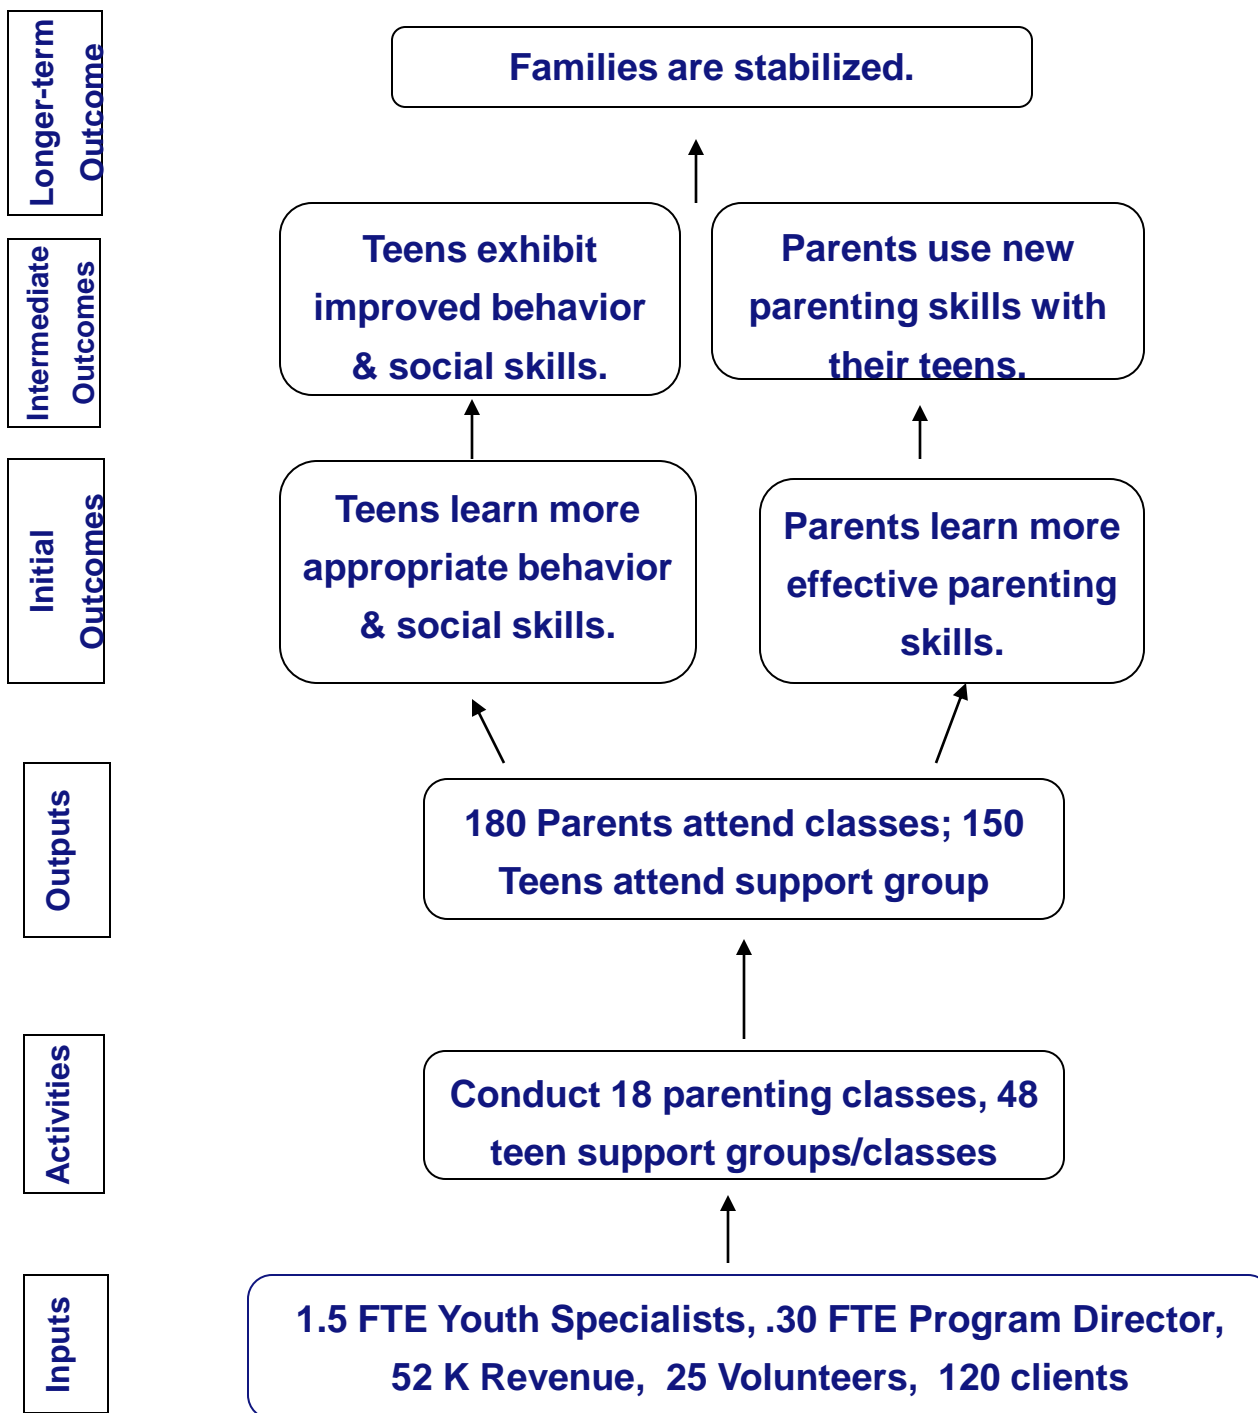 Longer-term
Outcome
Families are stabilized.
Intermediate
Outcomes
Teens exhibit
improved behavior
& social skills.
Parents use new
parenting skills with
their teens.
Initial
Outcomes
Teens learn more
appropriate behavior
& social skills.
Parents learn more
effective parenting
skills.
Outputs
180 Parents attend classes; 150
Teens attend support group
Activities
Conduct 18 parenting classes, 48
teen support groups/classes
Inputs
1.5 FTE Youth Specialists, .30 FTE Program Director,
52 K Revenue,  25 Volunteers,  120 clients